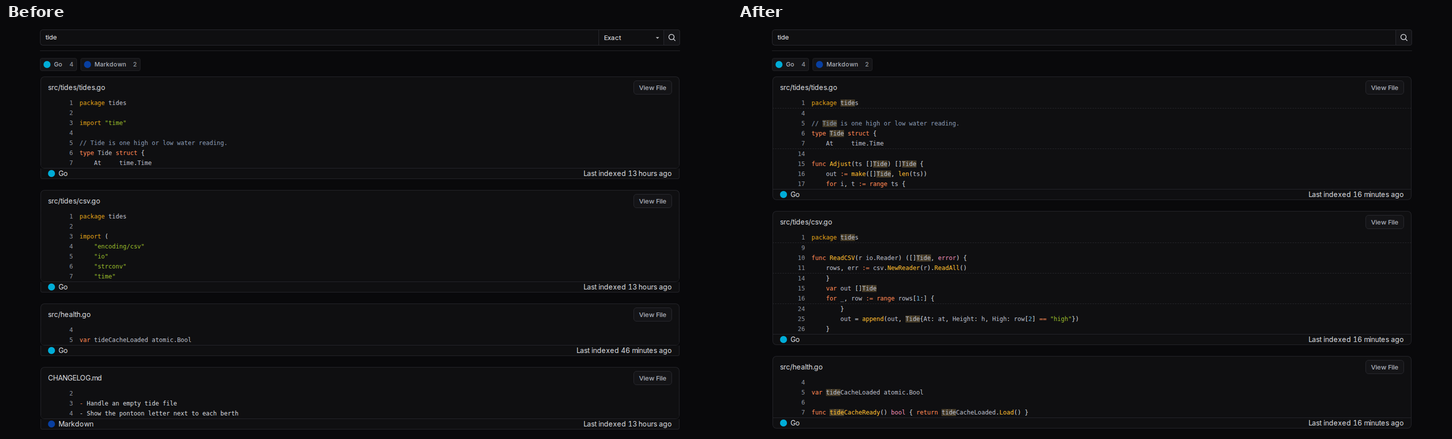 Before
tide
Exact
Go 4
Markdown 2
src/tides/tides.go
View File
1 package tides
2
3 import "time"
4
5 // Tide is one high or low water reading.
6 type Tide struct {
7 At time.Time
Go
Last indexed 13 hours ago
src/tides/csv.go
View File
1 package tides
2
3 import (
4 "encoding/csv"
5 "io"
6 "strconv"
7 "time"
Go
Last indexed 13 hours ago
src/health.go
View File
4
5 var tideCacheLoaded atomic.Bool
Go
Last indexed 46 minutes ago
CHANGELOG.md
View File
2
3 - Handle an empty tide file
4 - Show the pontoon letter next to each berth
Markdown
Last indexed 13 hours ago
After
tide
Go 4
Markdown 2
src/tides/tides.go
View File
1 package tides
4
5 // Tide is one high or low water reading.
6 type Tide struct {
7 At time.Time
14
15 func Adjust(ts []Tide) []Tide {
16 out := make([]Tide, len(ts))
17 for i, t := range ts {
Go
Last indexed 16 minutes ago
src/tides/csv.go
View File
1 package tides
9
10 func ReadCSV(r io.Reader) ([]Tide, error) {
11 rows, err := csv.NewReader(r).ReadAll()
14 }
15 var out []Tide
16 for _, row := range rows[1:] {
24 }
25 out = append(out, Tide{At: at, Height: h, High: row[2] == "high"})
26 }
Go
Last indexed 16 minutes ago
src/health.go
View File
4
5 var tideCacheLoaded atomic.Bool
6
7 func tideCacheReady() bool { return tideCacheLoaded.Load() }
Go
Last indexed 16 minutes ago